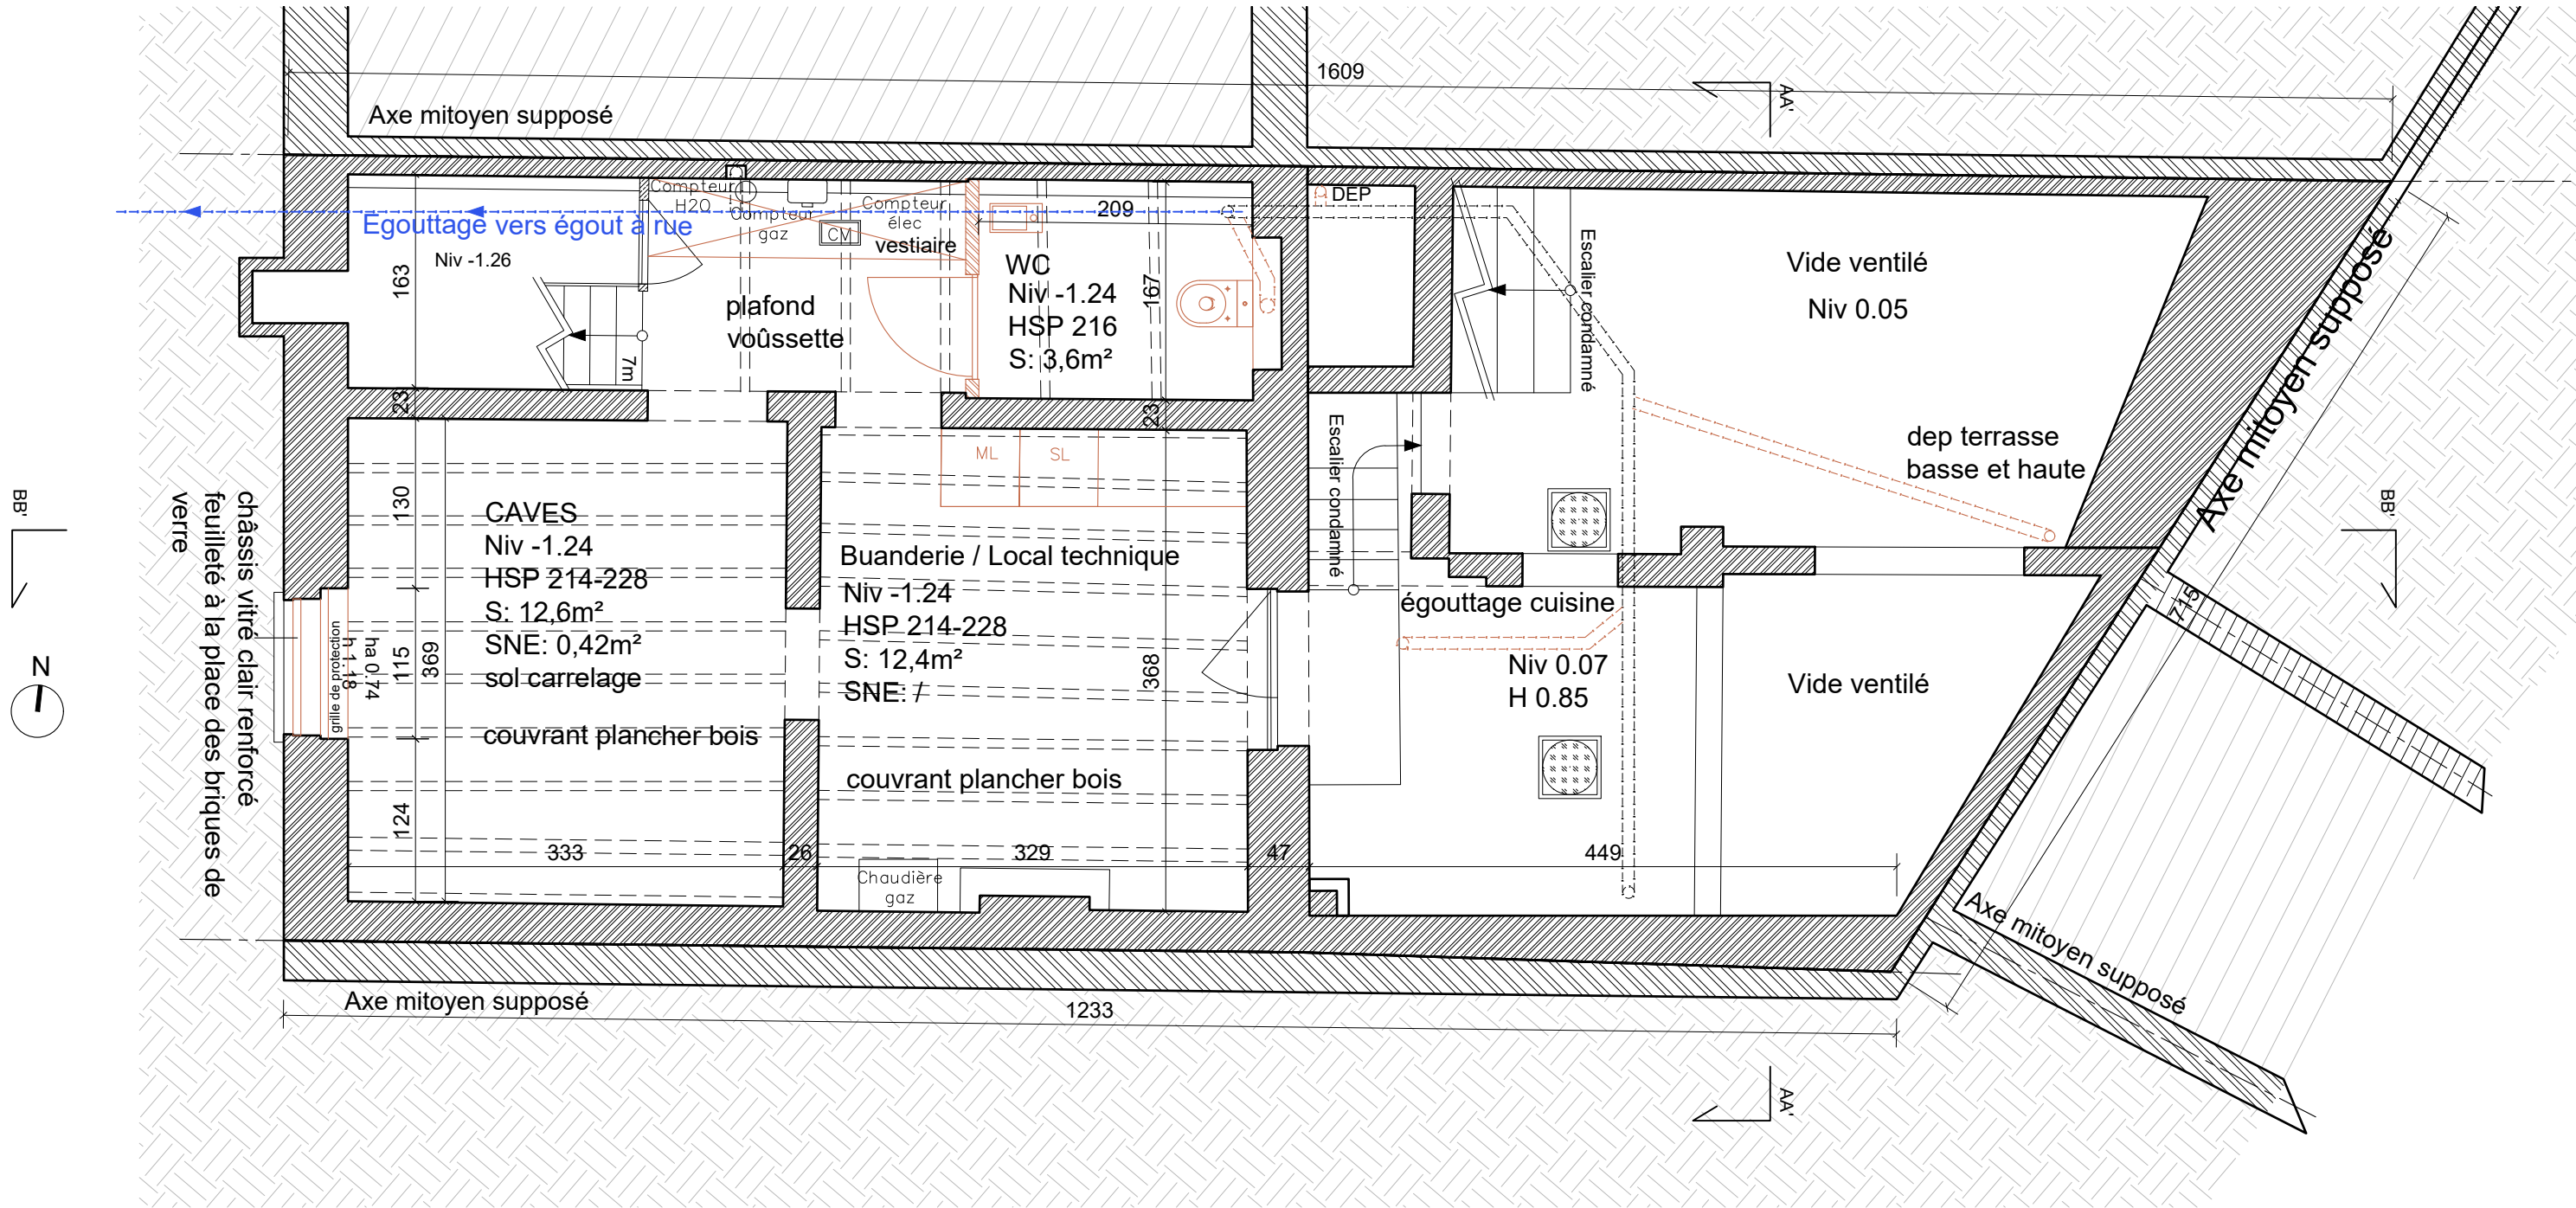 1609
AA'
Axe mitoyen supposé
Compteur
H2O
Compteur
gaz
CV
Compteur
élec
vestiaire
209
DEP
Egouttage vers égout à rue
Niv -1.26
163
plafond
voûssette
7m
WC
Niv -1.24
HSP 216
S: 3,6m²
167
Escalier condamné
Vide ventilé
Niv 0.05
Axe mitoyen supposé
23
23
ML
SL
Escalier condamné
dep terrasse
basse et haute
BB'
châssis vitré clair renforcé
feuilleté à la place des briques de
verre
130
CAVES
Niv -1.24
HSP 214-228
S: 12,6m²
SNE: 0,42m²
sol carrelage
couvrant plancher bois
Buanderie / Local technique
Niv -1.24
HSP 214-228
S: 12,4m²
SNE: /
couvrant plancher bois
BB'
égouttage cuisine
715
N
grille de protection
h 1.18
ha 0.74
115
369
368
Niv 0.07
H 0.85
Vide ventilé
124
333
26
329
47
449
Chaudière
gaz
Axe mitoyen supposé
Axe mitoyen supposé
1233
AA'